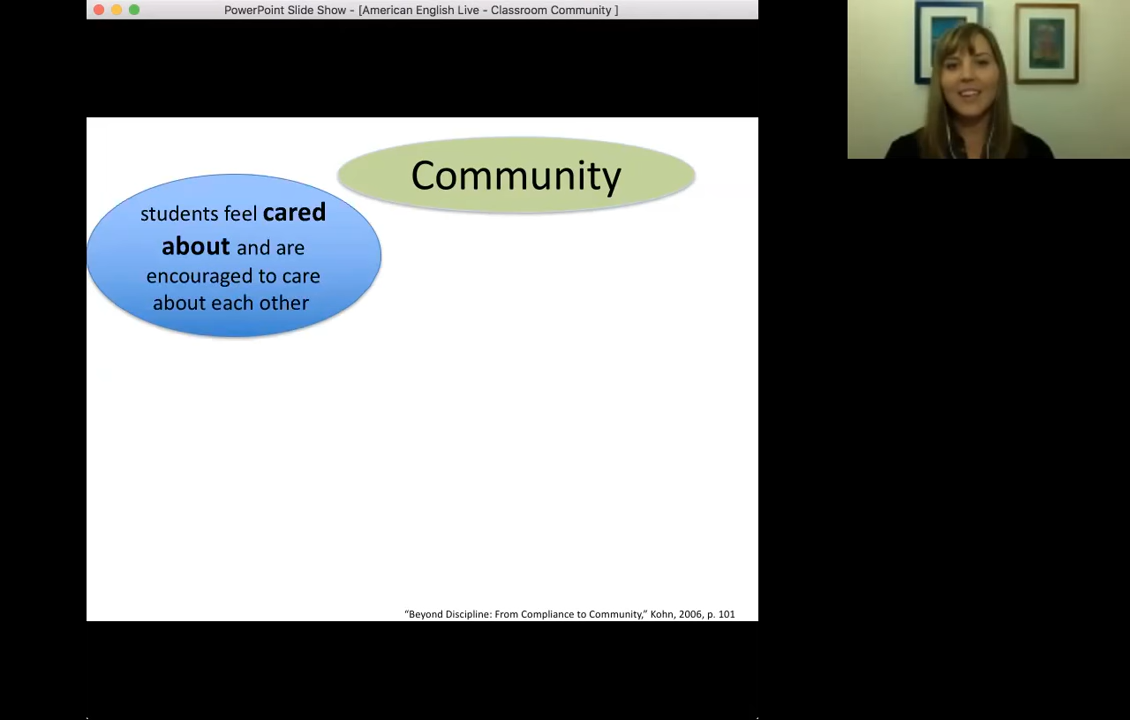 PowerPoint Slide Show - [American English Live - Classroom Community ]
Community
students feel cared
about and are
encouraged to care
about each other
“Beyond Discipline: From Compliance to Community,” Kohn, 2006, p. 101